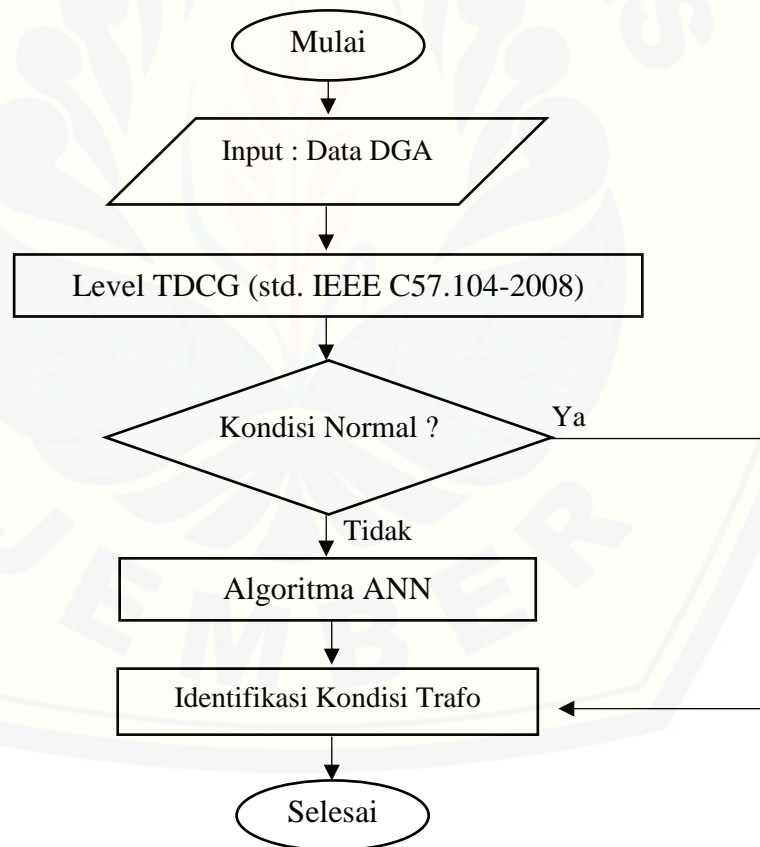 Mulai
Input : Data DGA
Level TDCG (std. IEEE C57.104-2008)
Kondisi Normal ?
Ya
Tidak
Algoritma ANN
Identifikasi Kondisi Trafo
Selesai
JEMBER
S